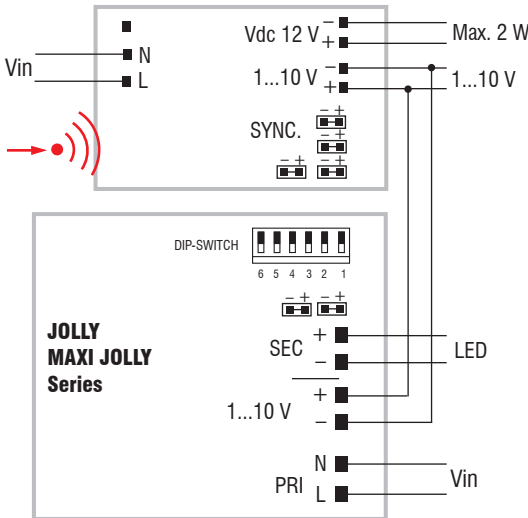 Vdc 12 V − +
Max. 2 W
Vin
N
L
1...10 V − +
1...10 V
SYNC.
− +
− +
− + − +
DIP-SWITCH
6 5 4 3 2 1
− + − +
JOLLY
MAXI JOLLY
Series
SEC + −
LED
1...10 V + −
PRI N L
Vin